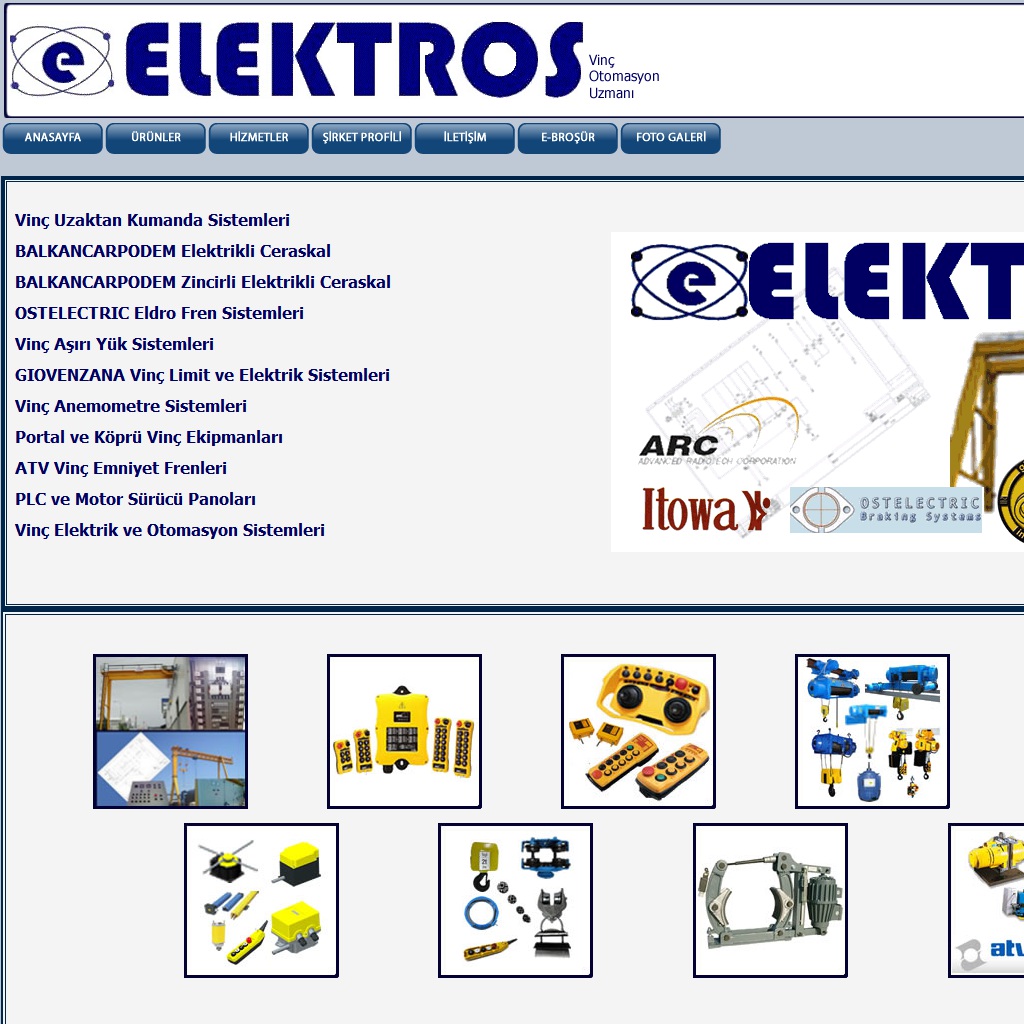 e ELEKTROS
Vinç
Otomasyon
Uzmanı
ANASAYFA ÜRÜNLER HİZMETLER ŞİRKET PROFİLİ İLETİŞİM E-BROŞÜR FOTO GALERİ
Vinç Uzaktan Kumanda Sistemleri
BALKANCARPODEM Elektrikli Ceraskal
BALKANCARPODEM Zincirli Elektrikli Ceraskal
OSTELECTRIC Eldro Fren Sistemleri
Vinç Aşırı Yük Sistemleri
GIOVENZANA Vinç Limit ve Elektrik Sistemleri
Vinç Anemometre Sistemleri
Portal ve Köprü Vinç Ekipmanları
ATV Vinç Emniyet Frenleri
PLC ve Motor Sürücü Panoları
Vinç Elektrik ve Otomasyon Sistemleri
e ELEKT
ARC
ADVANCED RADIOTECH CORPORATION
Itowa
OSTELECTRIC
Braking Systems
atv